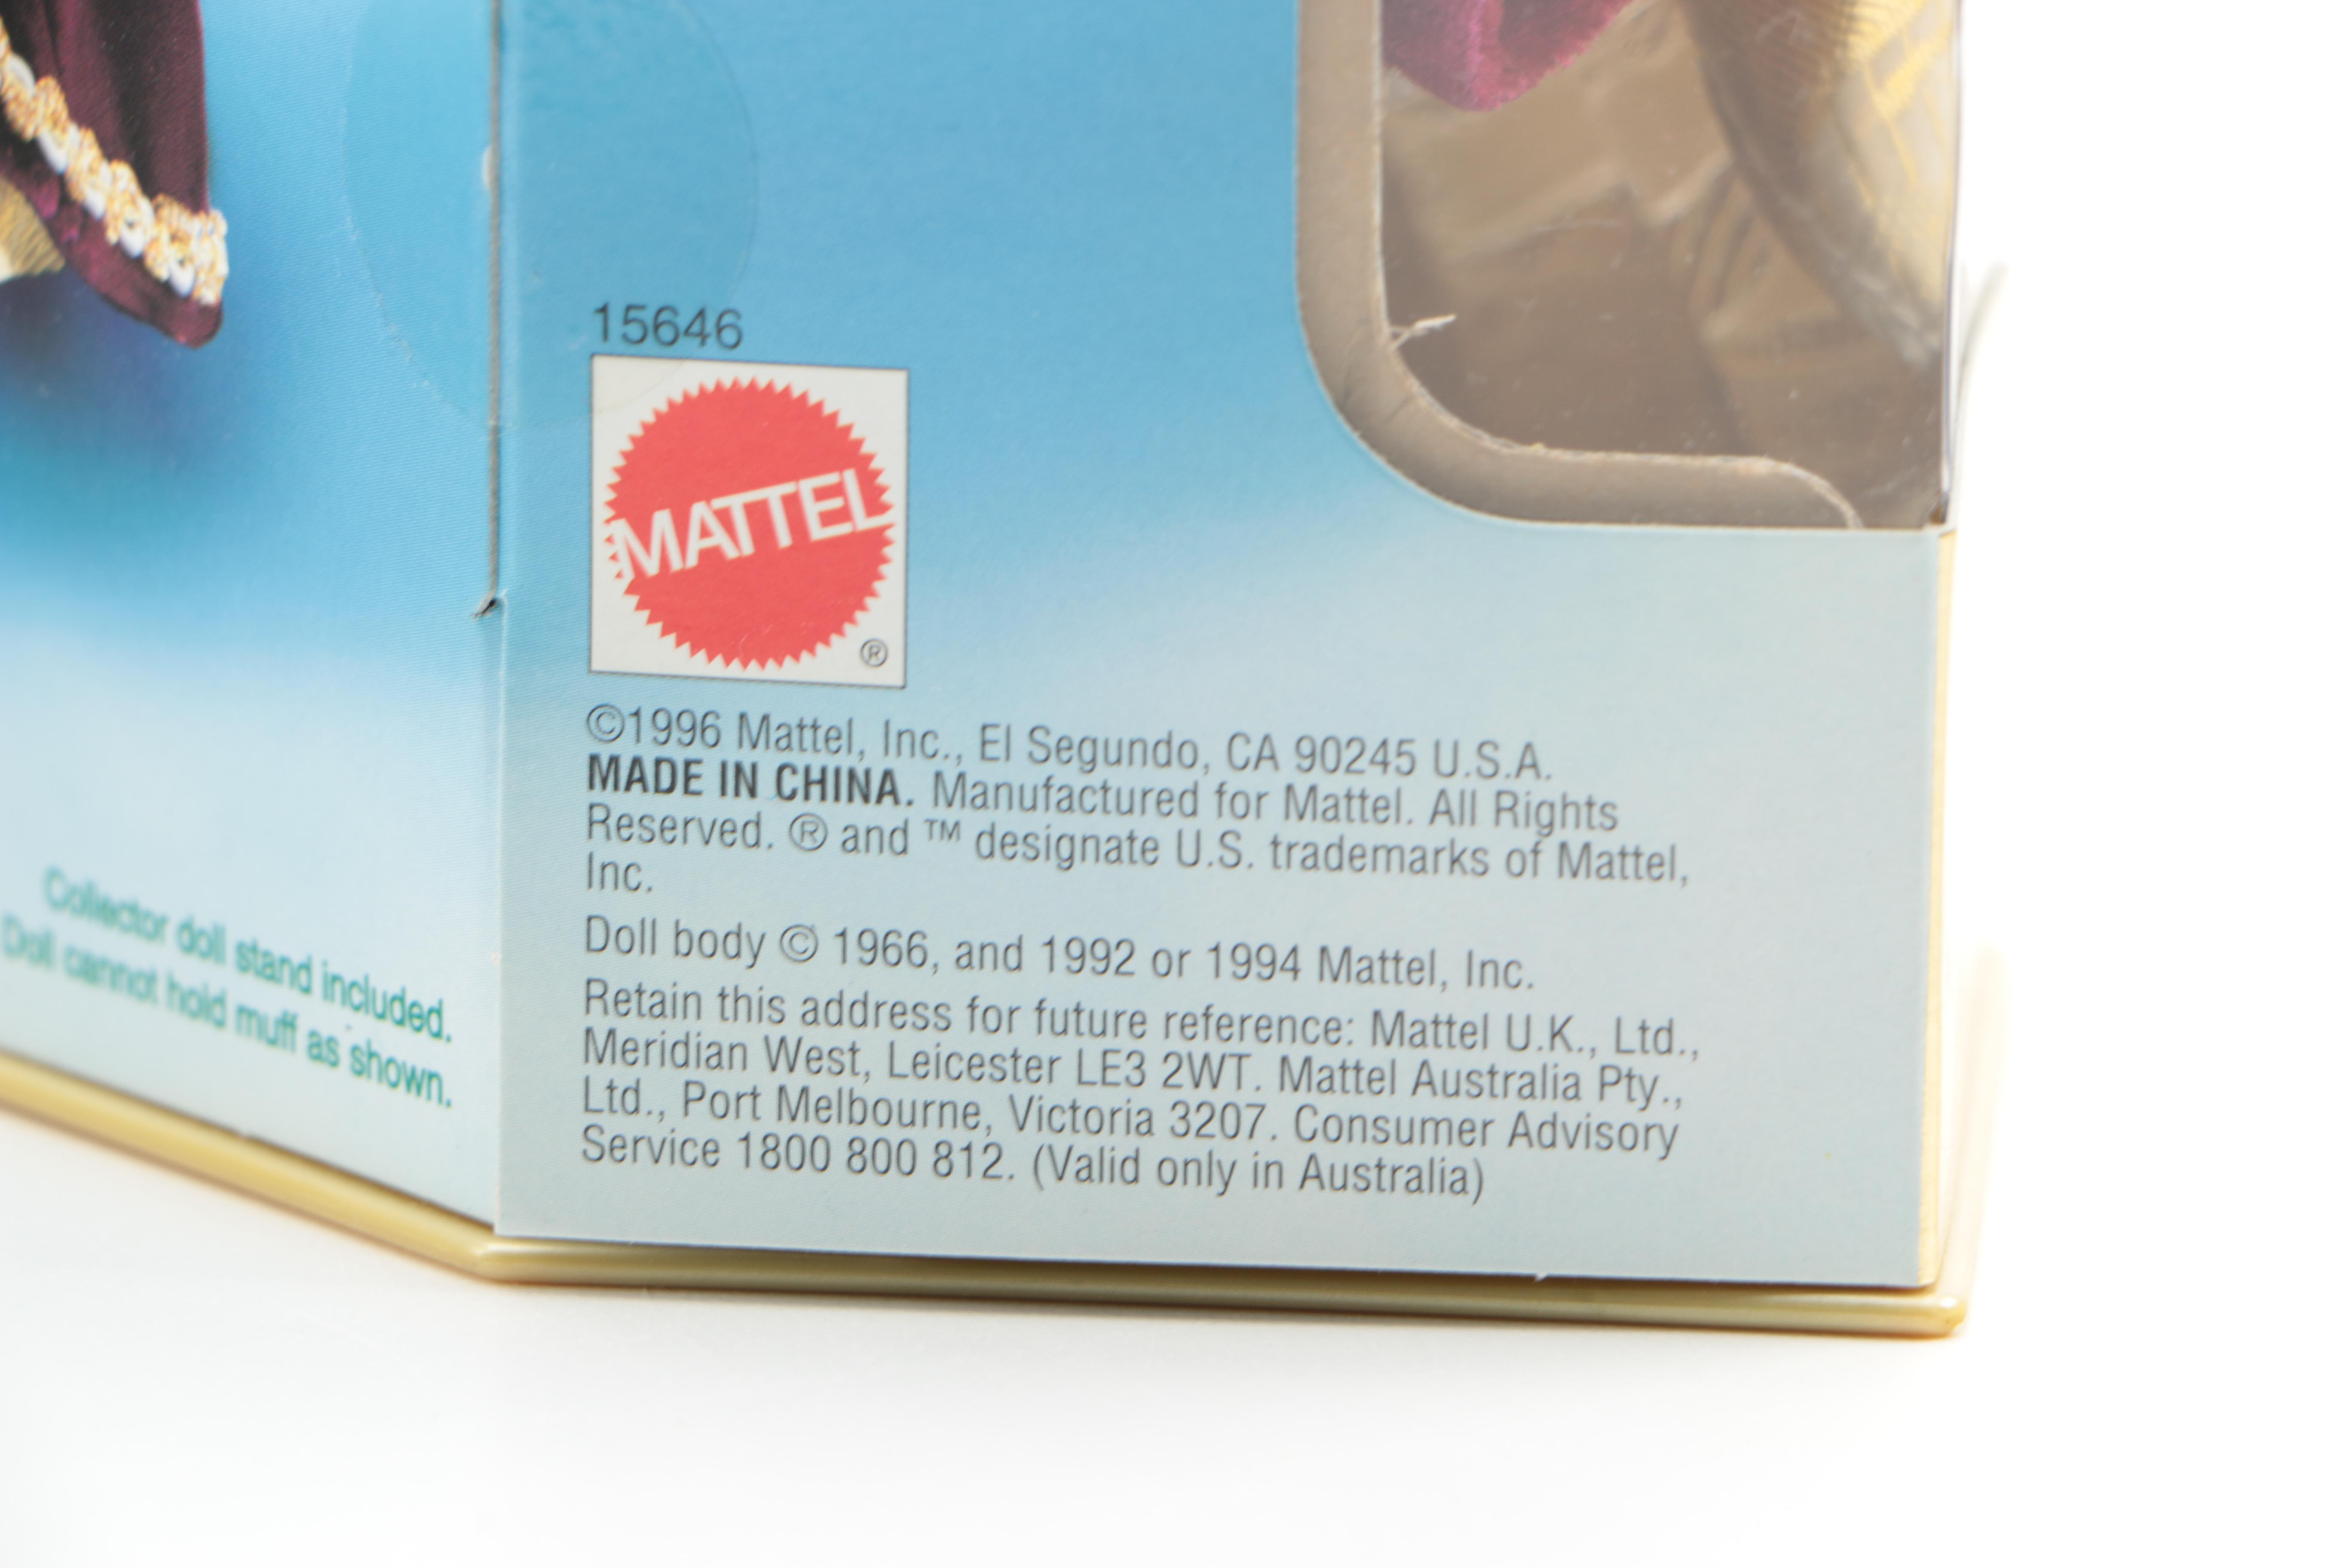 15646
MATTEL
®
©1996 Mattel, Inc., El Segundo, CA 90245 U.S.A.
MADE IN CHINA. Manufactured for Mattel. All Rights
Reserved. ® and ™ designate U.S. trademarks of Mattel,
Inc.
Doll body © 1966, and 1992 or 1994 Mattel, Inc.
Retain this address for future reference: Mattel U.K., Ltd.,
Meridian West, Leicester LE3 2WT. Mattel Australia Pty.,
Ltd., Port Melbourne, Victoria 3207. Consumer Advisory
Service 1800 800 812. (Valid only in Australia)
Collector doll stand included.
Doll cannot hold muff as shown.